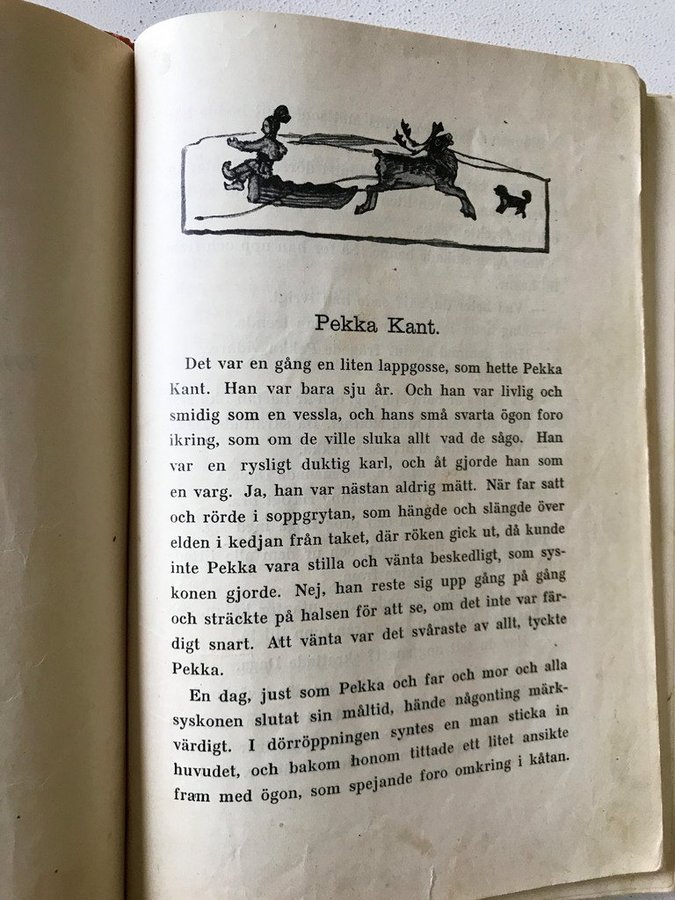 Pekka Kant.
Det var en gång en liten lappgosse, som hette Pekka
Kant. Han var bara sju år. Och han var livlig och
smidig som en vessla, och hans små svarta ögon foro
ikring, som om de ville sluka allt vad de sågo. Han
var en rysligt duktig karl, och åt gjorde han som
en varg. Ja, han var nästan aldrig mätt. När far satt
och rörde i soppgrytan, som hängde och slängde över
elden i kedjan från taket, där röken gick ut, då kunde
inte Pekka vara stilla och vänta beskedligt, som sys-
konen gjorde. Nej, han reste sig upp gång på gång
och sträckte på halsen för att se, om det inte var fär-
digt snart. Att vänta var det svåraste av allt, tyckte
Pekka.
En dag, just som Pekka och far och mor och alla
syskonen slutat sin måltid, hände någonting märk-
värdigt. I dörröppningen syntes en man sticka in
huvudet, och bakom honom tittade ett litet ansikte
fram med ögon, som spejande foro omkring i kåtan.